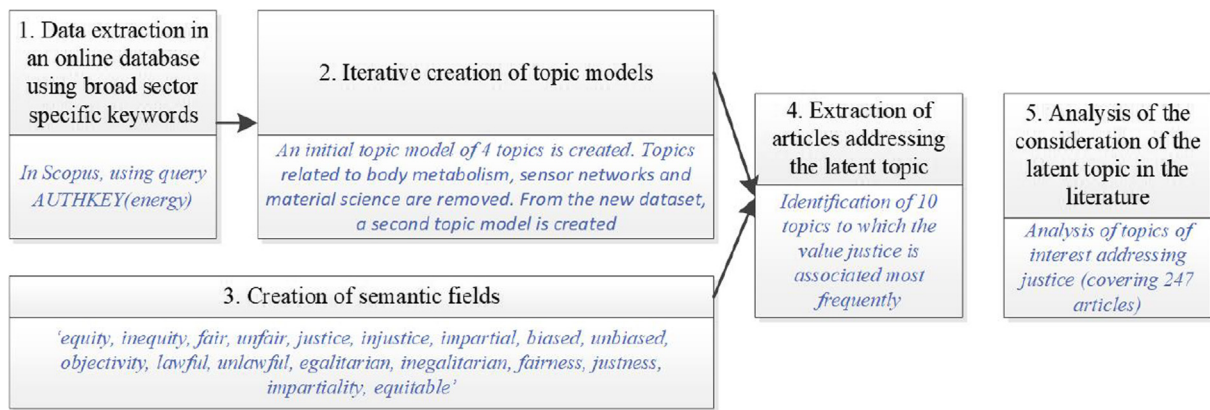 1. Data extraction in
an online database
using broad sector
specific keywords
In Scopus, using query
AUTHKEY(energy)
2. Iterative creation of topic models
An initial topic model of 4 topics is created. Topics
related to body metabolism, sensor networks and
material science are removed. From the new dataset,
a second topic model is created
3. Creation of semantic fields
‘equity, inequity, fair, unfair, justice, injustice, impartial, biased, unbiased,
objectivity, lawful, unlawful, egalitarian, inegalitarian, fairness, justness,
impartiality, equitable’
4. Extraction of
articles addressing
the latent topic
Identification of 10
topics to which the
value justice is
associated most
frequently
5. Analysis of the
consideration of the
latent topic in the
literature
Analysis of topics of
interest addressing
justice (covering 247
articles)